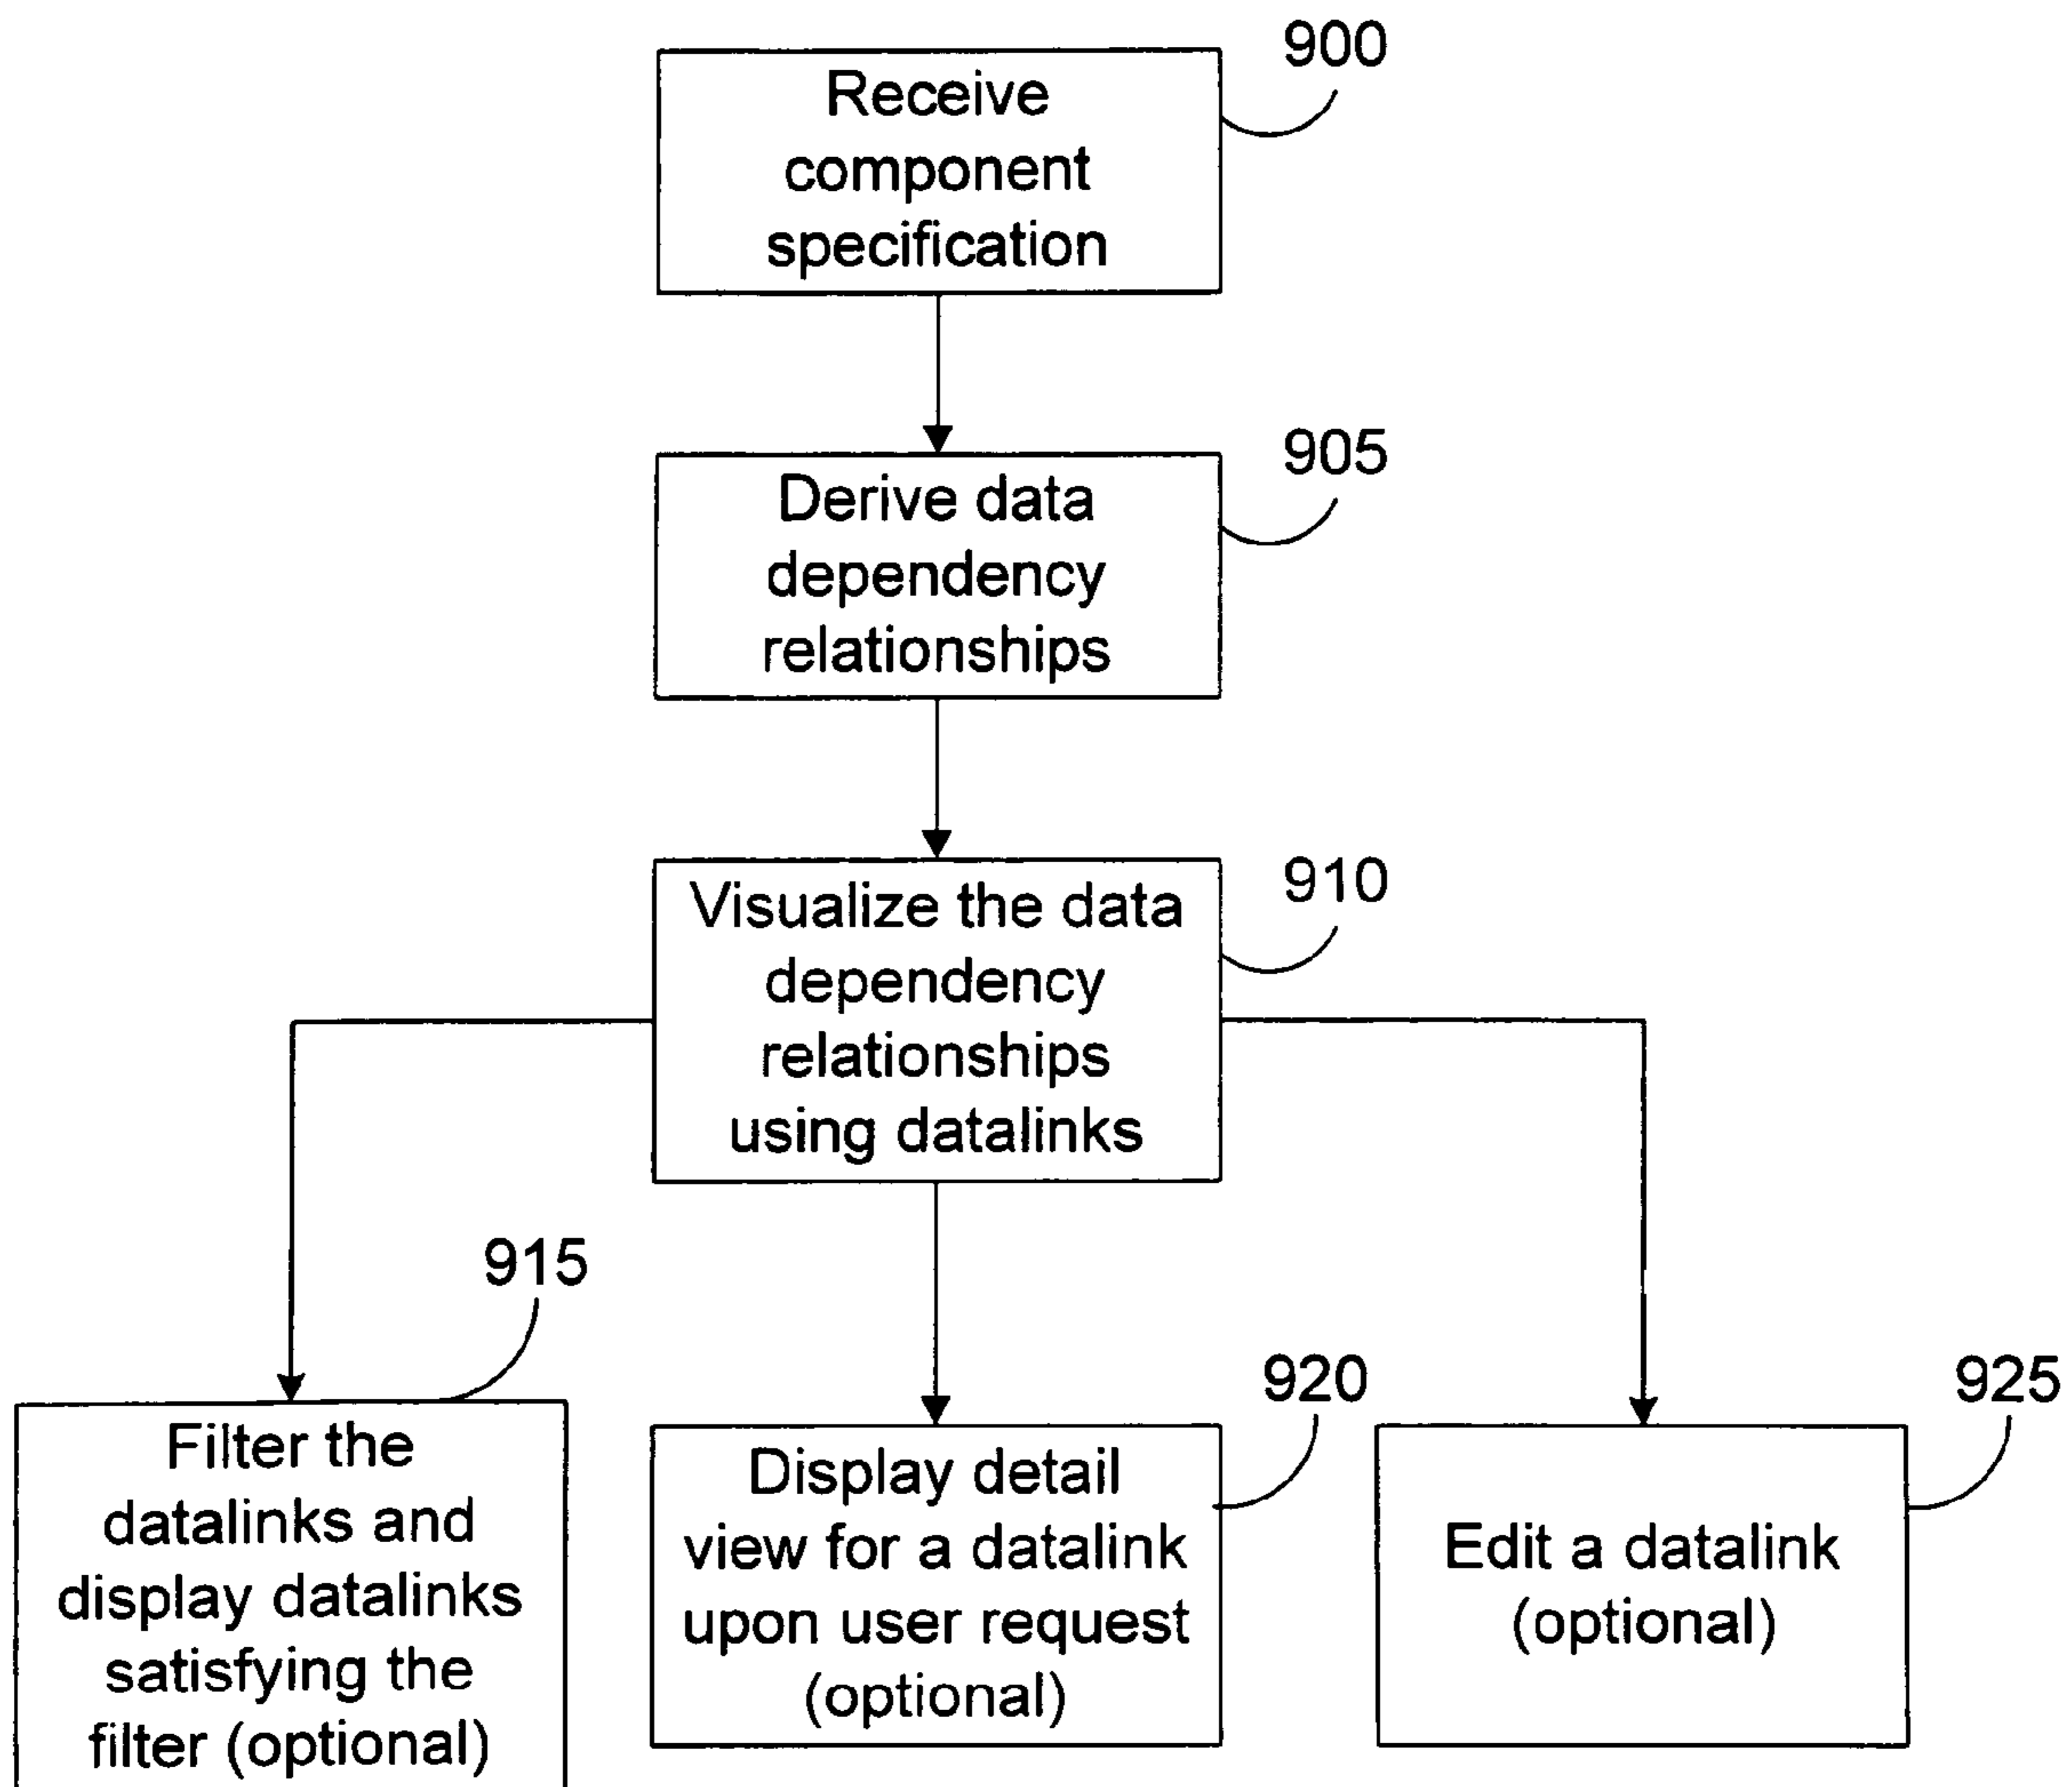 900
Receive
component
specification
905
Derive data
dependency
relationships
910
Visualize the data
dependency
relationships
using datalinks
915
Filter the
datalinks and
display datalinks
satisfying the
filter (optional)
920
Display detail
view for a datalink
upon user request
(optional)
925
Edit a datalink
(optional)